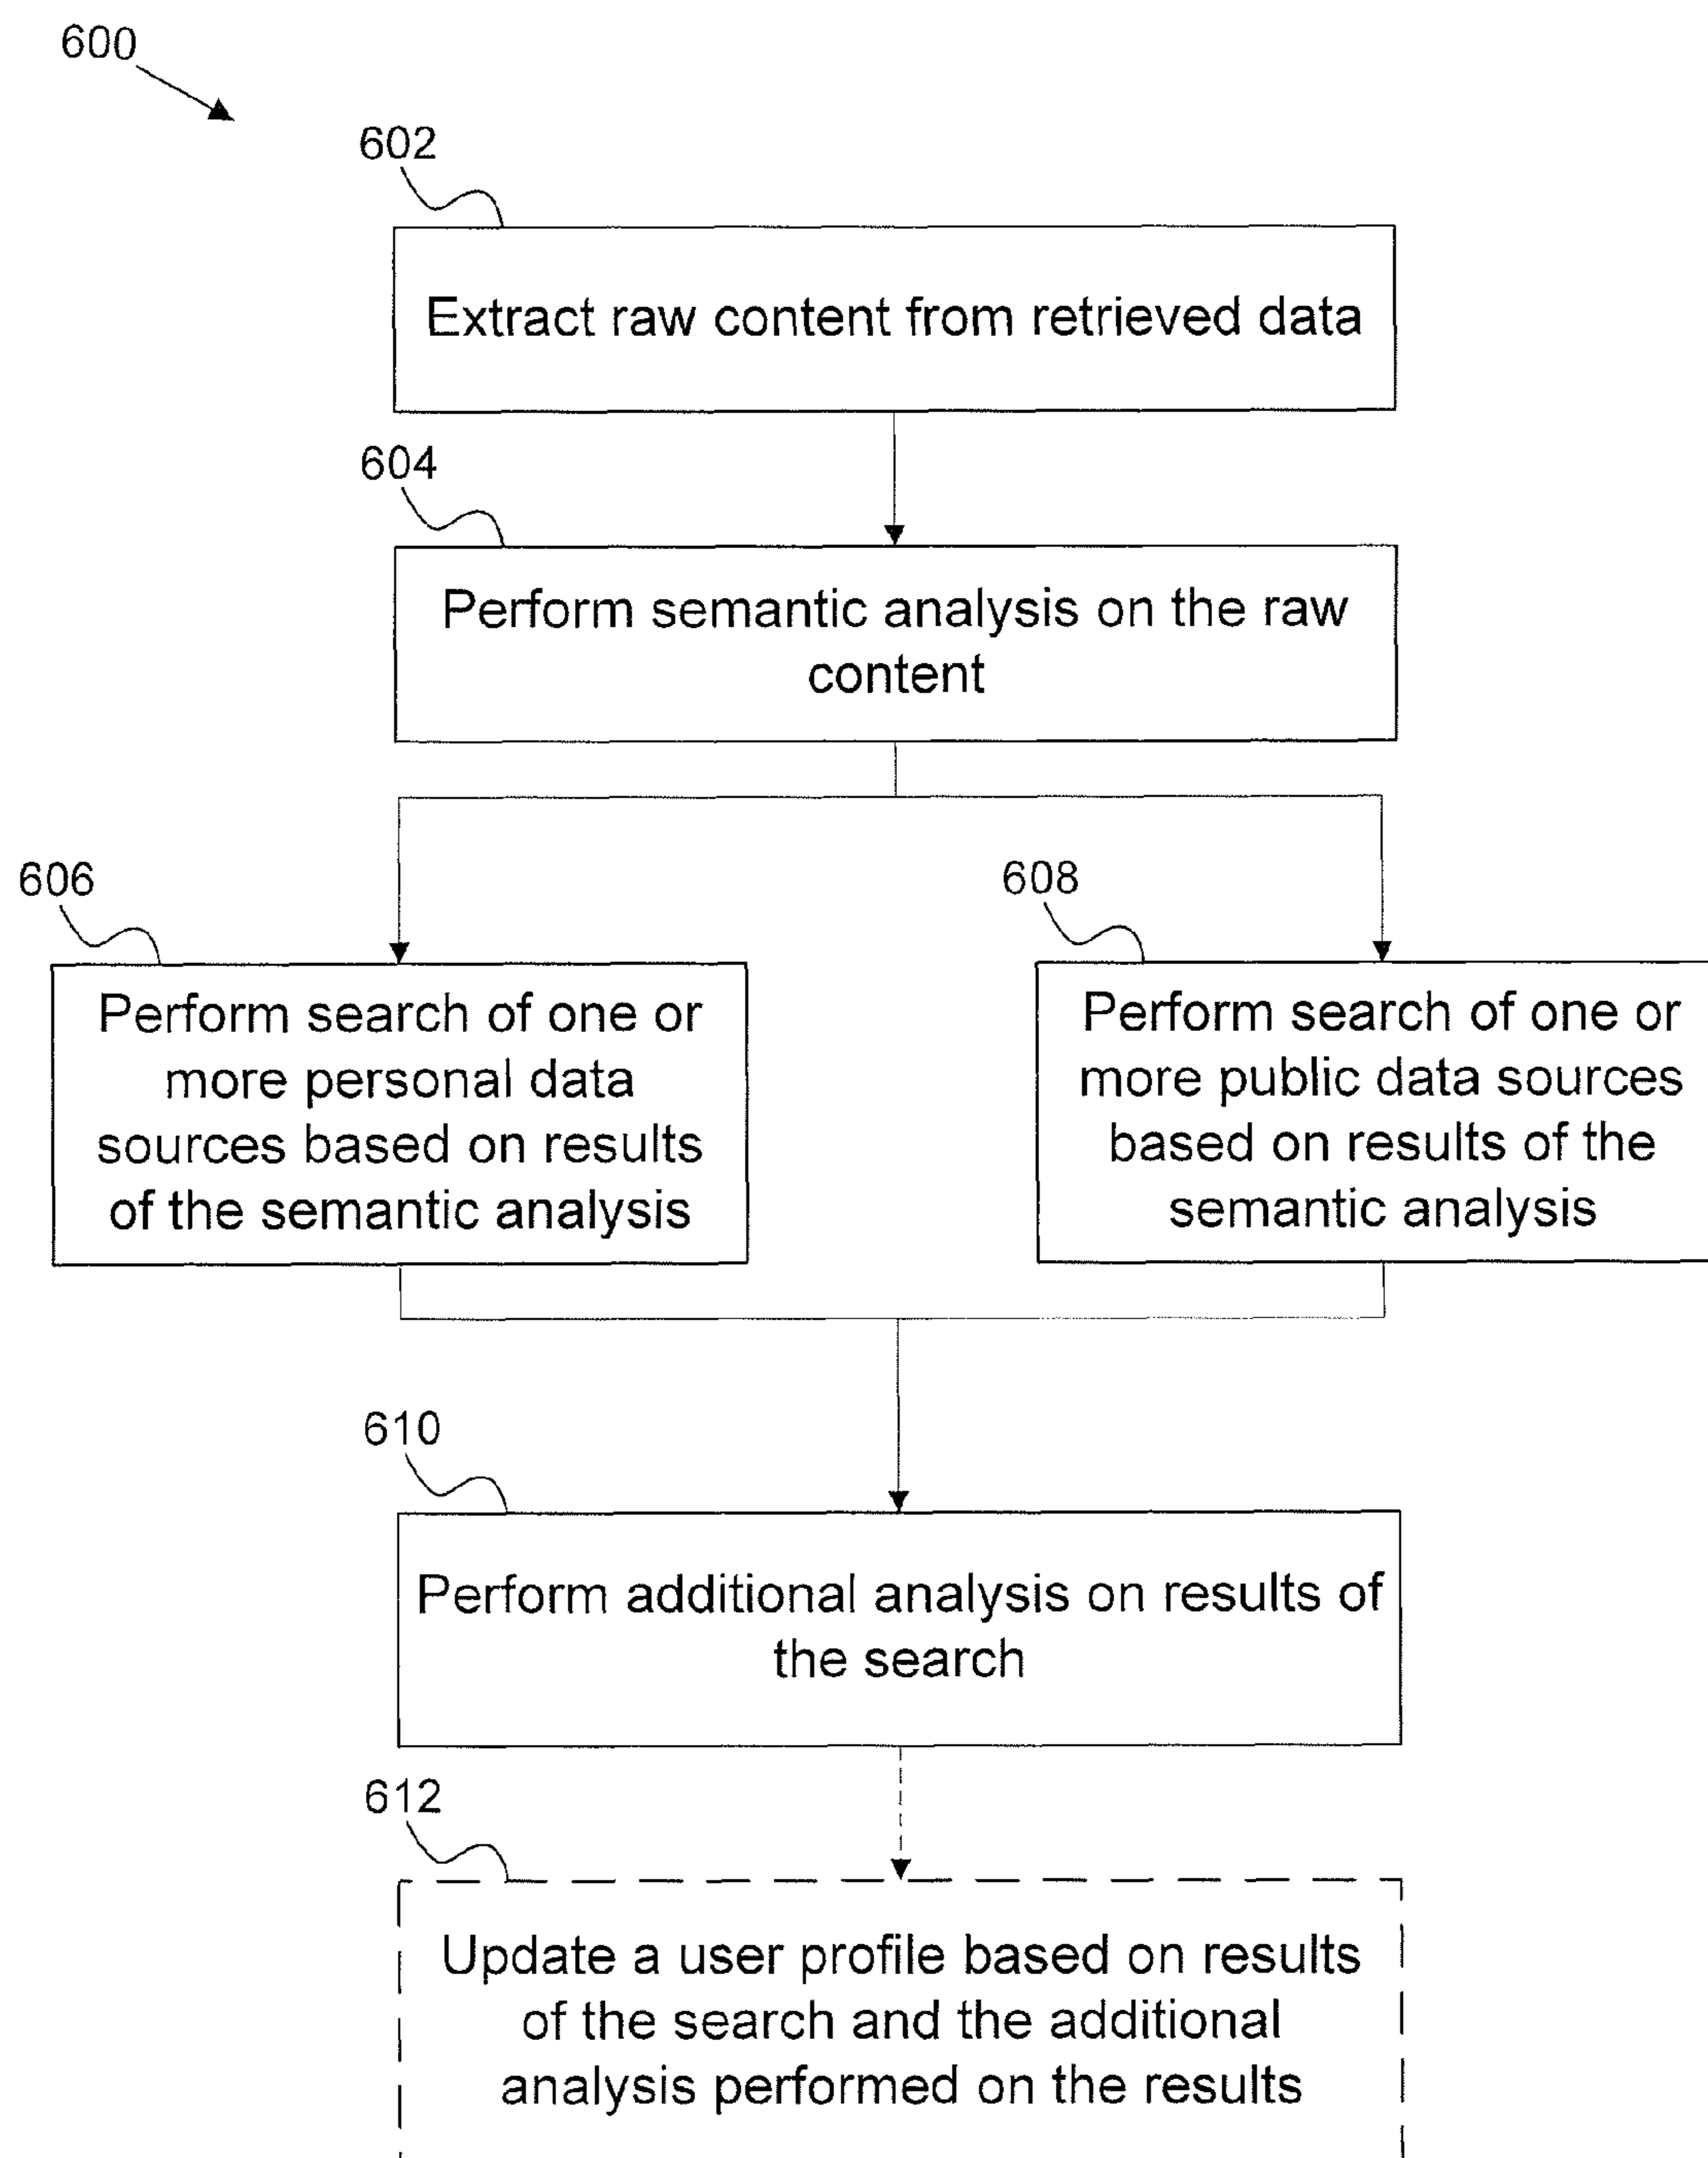 600
602
Extract raw content from retrieved data
604
Perform semantic analysis on the raw
content
606
Perform search of one or
more personal data
sources based on results
of the semantic analysis
608
Perform search of one or
more public data sources
based on results of the
semantic analysis
610
Perform additional analysis on results of
the search
612
Update a user profile based on results
of the search and the additional
analysis performed on the results